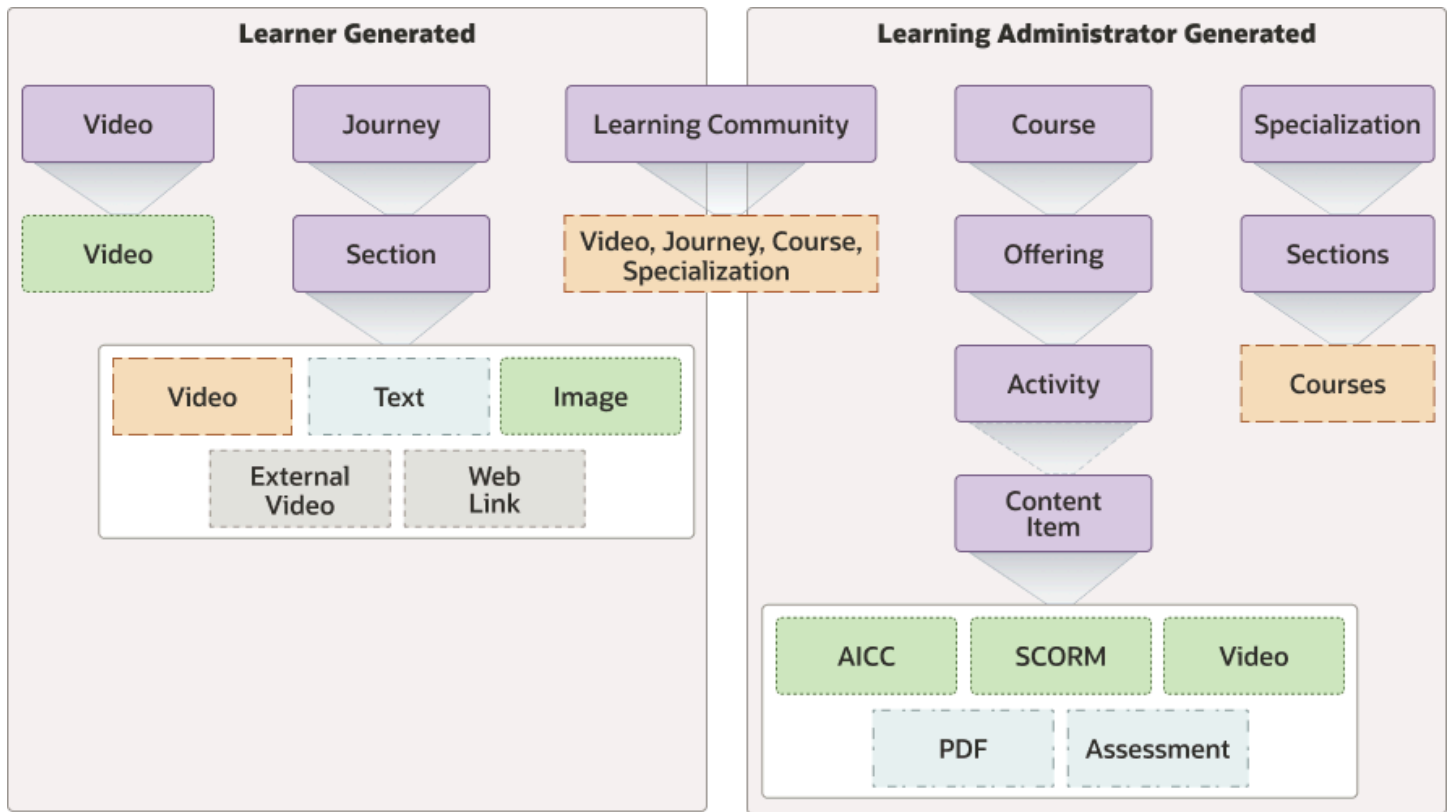 Learner Generated
Learning Administrator Generated
Video
Journey
Learning Community
Course
Specialization
Video
Section
Video, Journey, Course,
Specialization
Offering
Sections
Video
Text
Image
Activity
Courses
External
Video
Web
Link
Content
Item
AICC
SCORM
Video
PDF
Assessment